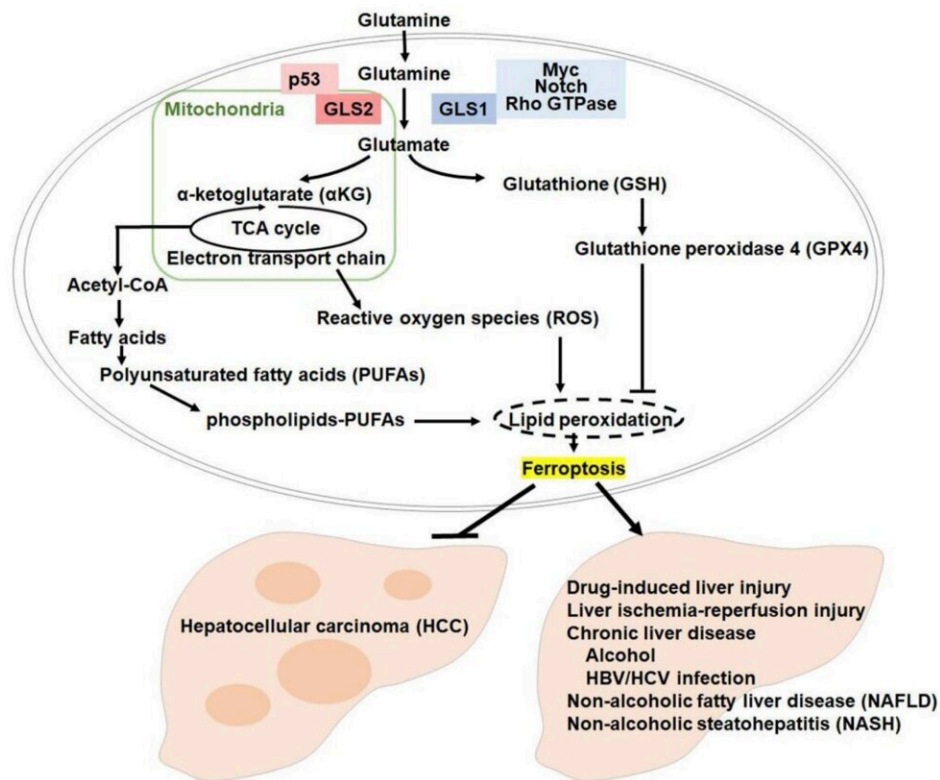 Glutamine
Glutamine
p53
GLS2
GLS1
Myc
Notch
Rho GTPase
Mitochondria
Glutamate
α-ketoglutarate (αKG)
TCA cycle
Electron transport chain
Glutathione (GSH)
Glutathione peroxidase 4 (GPX4)
Acetyl-CoA
Fatty acids
Polyunsaturated fatty acids (PUFAs)
phospholipids-PUFAs
Reactive oxygen species (ROS)
Lipid peroxidation
Ferroptosis
Hepatocellular carcinoma (HCC)
Drug-induced liver injury
Liver ischemia-reperfusion injury
Chronic liver disease
Alcohol
HBV/HCV infection
Non-alcoholic fatty liver disease (NAFLD)
Non-alcoholic steatohepatitis (NASH)